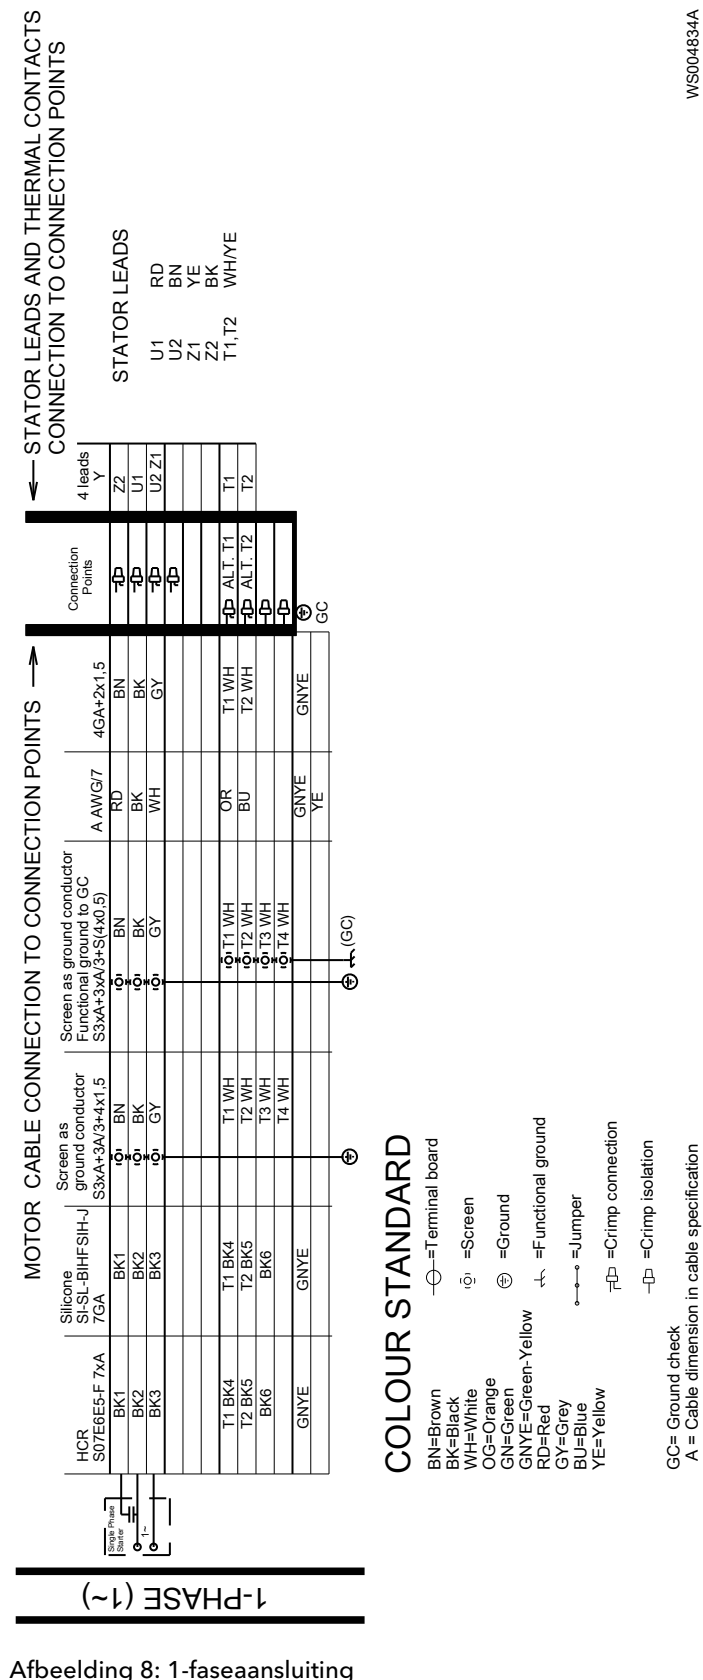 1-PHASE (1~)
MOTOR CABLE CONNECTION TO CONNECTION POINTS
STATOR LEADS AND THERMAL CONTACTS
CONNECTION TO CONNECTION POINTS
Single Phase
Starter
1~
HCR
S07E6E5-F 7xA
BK1
BK2
BK3
T1 BK4
T2 BK5
BK6
GNYE
Silicone
SI-SL-BIHFSIH-J
7GA
BK1
BK2
BK3
T1 BK4
T2 BK5
BK6
GNYE
Screen as
ground conductor
S3xA+3A/3+4x1,5
BN
BK
GY
T1 WH
T2 WH
T3 WH
T4 WH
Screen as ground conductor
Functional ground to GC
S3xA+3xA/3+S(4x0,5)
BN
BK
GY
T1 WH
T2 WH
T3 WH
T4 WH
(GC)
A AWG/7
RD
BK
WH
OR
BU
GNYE
YE
4GA+2x1,5
BN
BK
GY
T1 WH
T2 WH
GNYE
Connection
Points
ALT. T1
ALT. T2
GC
4 leads
Y
Z2
U1
U2 Z1
T1
T2
STATOR LEADS
U1 RD
U2 BN
Z1 YE
Z2 BK
T1,T2 WH/YE
COLOUR STANDARD
BN=Brown
BK=Black
WH=White
OG=Orange
GN=Green
GNYE=Green-Yellow
RD=Red
GY=Grey
BU=Blue
YE=Yellow
=Terminal board
=Screen
=Ground
=Functional ground
=Jumper
=Crimp connection
=Crimp isolation
GC= Ground check
A = Cable dimension in cable specification
WS004834A
Afbeelding 8: 1-faseaansluiting